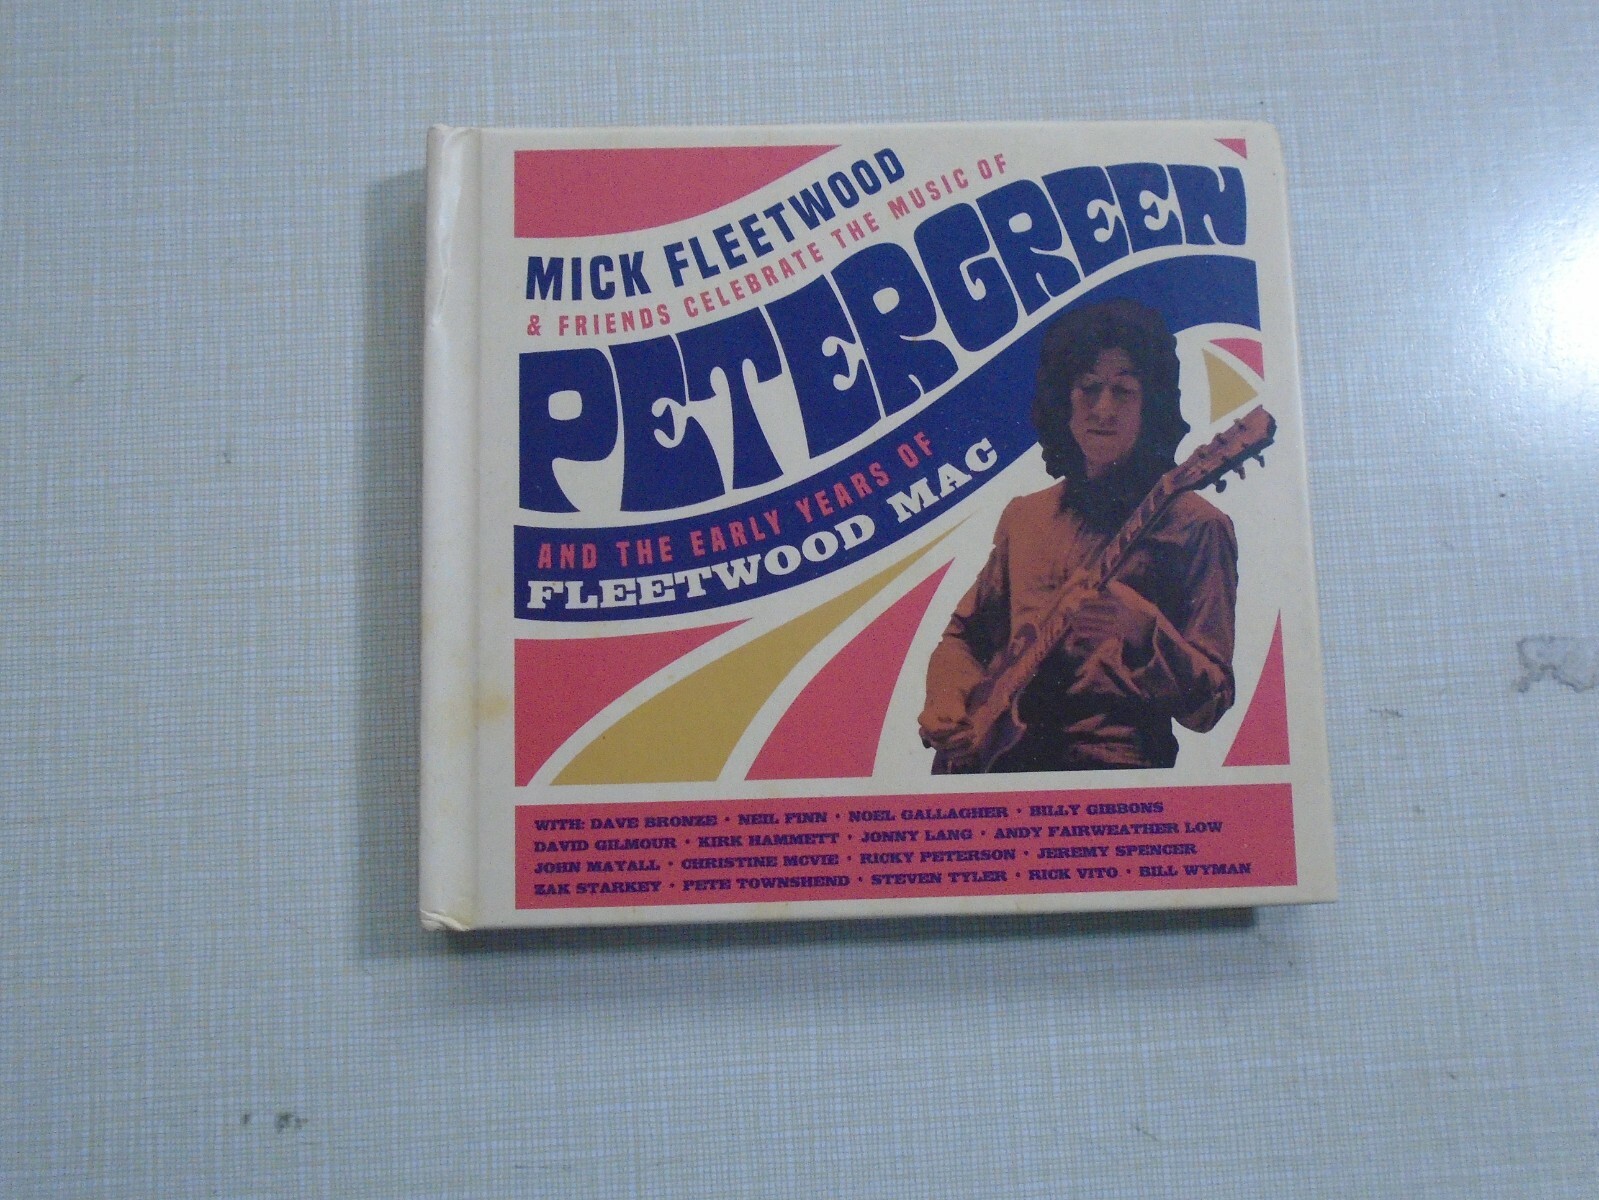 MICK FLEETWOOD
& FRIENDS CELEBRATE THE MUSIC OF
PETER GREEN
AND THE EARLY YEARS OF
FLEETWOOD MAC
WITH: DAVE BRONZE • NEIL FINN • NOEL GALLAGHER • BILLY GIBBONS
DAVID GILMOUR • KIRK HAMMETT • JONNY LANG • ANDY FAIRWEATHER LOW
JOHN MAYALL • CHRISTINE MCVIE • RICKY PETERSON • JEREMY SPENCER
ZAK STARKEY • PETE TOWNSHEND • STEVEN TYLER • RICK VITO • BILL WYMAN